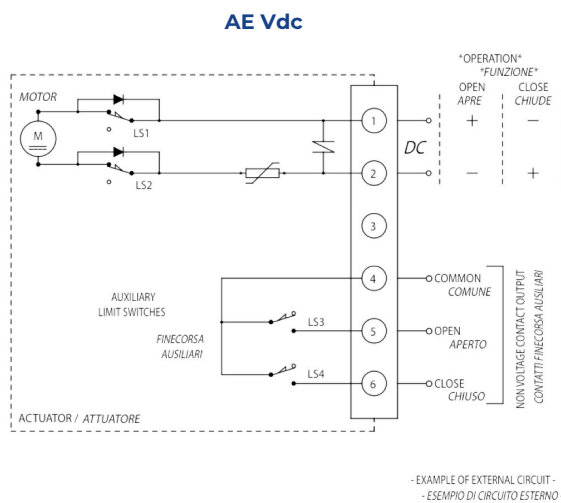 AE Vdc
*OPERATION*
*FUNZIONE*
OPEN CLOSE
APRE CHIUDE
MOTOR
M
LS1
1
+ −
DC
LS2
2
− +
3
4
COMMON
COMUNE
AUXILIARY
LIMIT SWITCHES
FINECORSA
AUSILIARI
LS3
5
OPEN
APERTO
LS4
6
CLOSE
CHIUSO
NON VOLTAGE CONTACT OUTPUT
CONTATTI FINECORSA AUSILIARI
ACTUATOR / ATTUATORE
- EXAMPLE OF EXTERNAL CIRCUIT -
- ESEMPIO DI CIRCUITO ESTERNO -